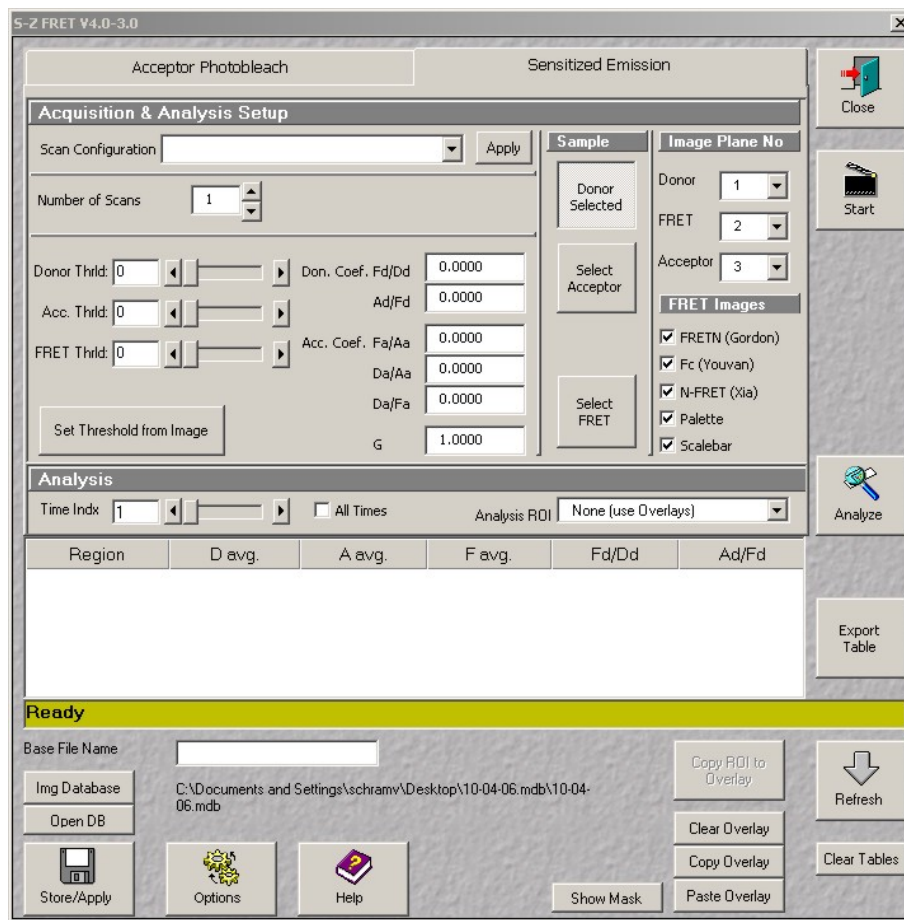 S-Z FRET V4.0-3.0
Acceptor Photobleach
Sensitized Emission
Close
Start
Acquisition & Analysis Setup
Scan Configuration
Apply
Number of Scans
1
Donor Thrld: 0
Acc. Thrld: 0
FRET Thrld: 0
Set Threshold from Image
Don. Coef. Fd/Dd 0.0000
Ad/Fd 0.0000
Acc. Coef. Fa/Aa 0.0000
Da/Aa 0.0000
Da/Fa 0.0000
G 1.0000
Sample
Donor
Selected
Select
Acceptor
Select
FRET
Image Plane No
Donor 1
FRET 2
Acceptor 3
FRET Images
FRETN (Gordon)
Fc (Youvan)
N-FRET (Xia)
Palette
Scalebar
Analysis
Time Indx 1
All Times
Analysis ROI None (use Overlays)
Analyze
Region D avg. A avg. F avg. Fd/Dd Ad/Fd
Export
Table
Ready
Base File Name
Img Database
Open DB
C:\Documents and Settings\schramv\Desktop\10-04-06.mdb\10-04-
06.mdb
Copy ROI to
Overlay
Refresh
Clear Overlay
Copy Overlay
Paste Overlay
Clear Tables
Store/Apply
Options
Help
Show Mask